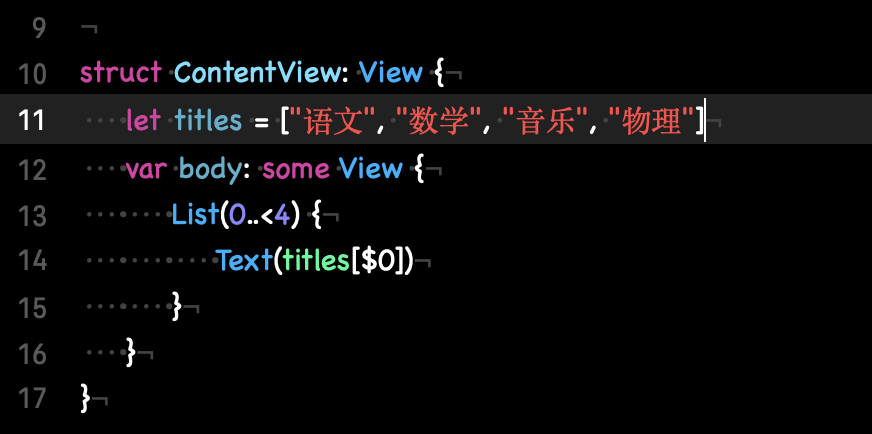 9
10 struct ContentView: View {
11     let titles = ["语文", "数学", "音乐", "物理"]
12     var body: some View {
13         List(0..<4) {
14             Text(titles[$0])
15         }
16     }
17 }